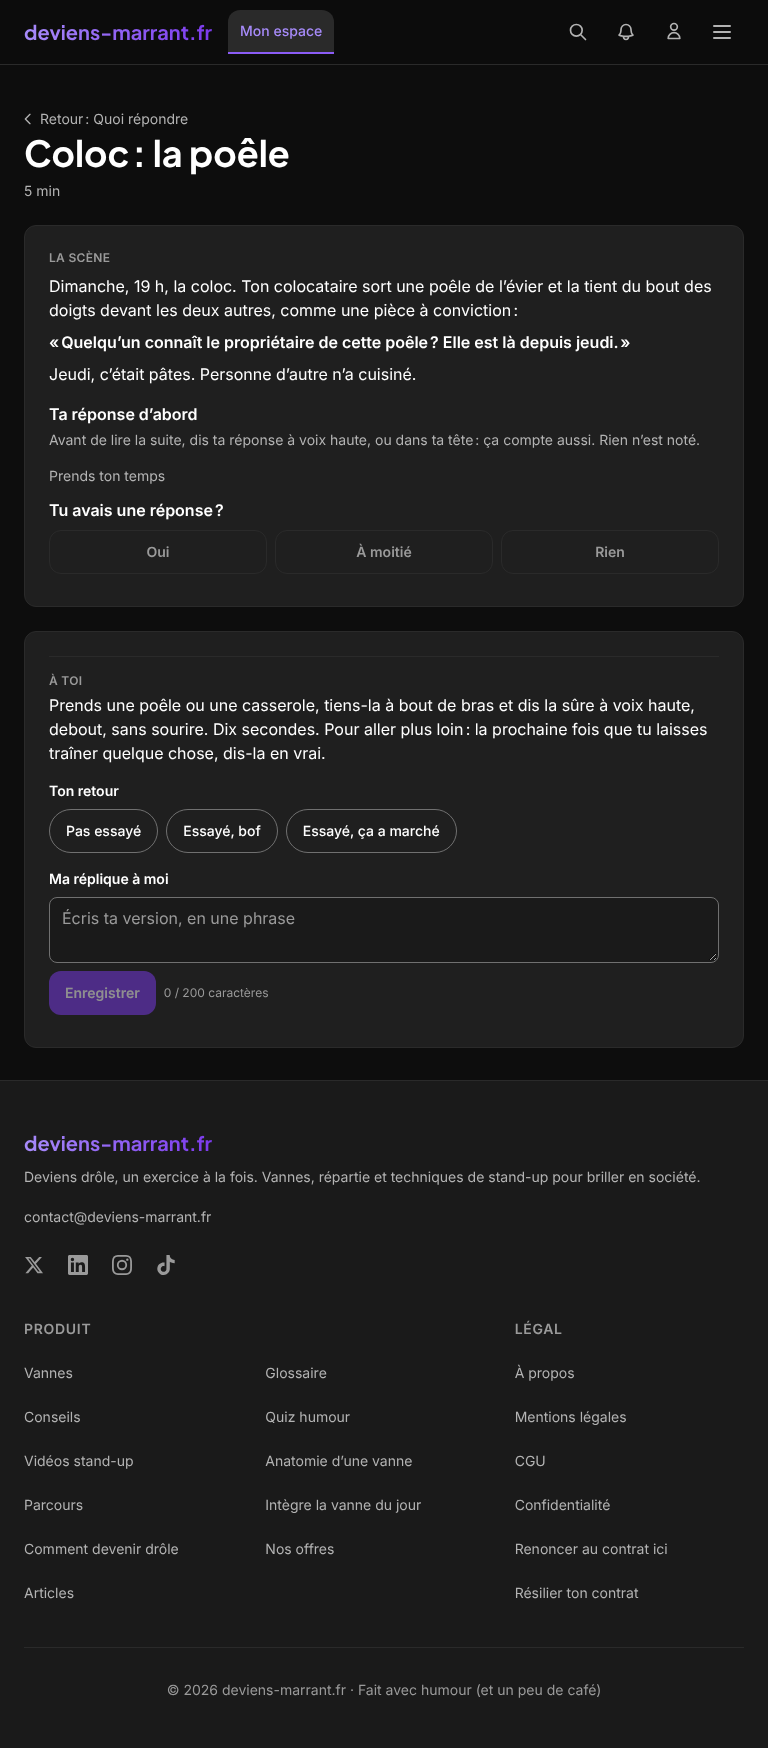 deviens-marrant.fr
Mon espace
Retour : Quoi répondre
Coloc : la poêle
5 min
LA SCÈNE
Dimanche, 19 h, la coloc. Ton colocataire sort une poêle de l’évier et la tient du bout des
doigts devant les deux autres, comme une pièce à conviction :
« Quelqu’un connaît le propriétaire de cette poêle ? Elle est là depuis jeudi. »
Jeudi, c’était pâtes. Personne d’autre n’a cuisiné.
Ta réponse d’abord
Avant de lire la suite, dis ta réponse à voix haute, ou dans ta tête : ça compte aussi. Rien n’est noté.
Prends ton temps
Tu avais une réponse ?
Oui
À moitié
Rien
À TOI
Prends une poêle ou une casserole, tiens-la à bout de bras et dis la sûre à voix haute,
debout, sans sourire. Dix secondes. Pour aller plus loin : la prochaine fois que tu laisses
traîner quelque chose, dis-la en vrai.
Ton retour
Pas essayé
Essayé, bof
Essayé, ça a marché
Ma réplique à moi
Écris ta version, en une phrase
Enregistrer
0 / 200 caractères
deviens-marrant.fr
Deviens drôle, un exercice à la fois. Vannes, répartie et techniques de stand-up pour briller en société.
contact@deviens-marrant.fr
PRODUIT
Vannes
Conseils
Vidéos stand-up
Parcours
Comment devenir drôle
Articles
Glossaire
Quiz humour
Anatomie d’une vanne
Intègre la vanne du jour
Nos offres
LÉGAL
À propos
Mentions légales
CGU
Confidentialité
Renoncer au contrat ici
Résilier ton contrat
© 2026 deviens-marrant.fr · Fait avec humour (et un peu de café)